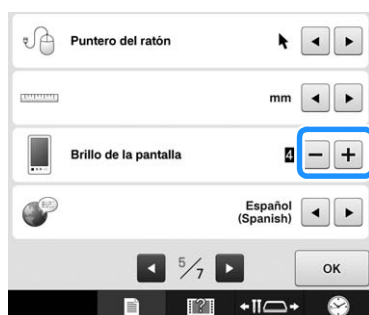 Puntero del ratón
mm
Brillo de la pantalla 4 − +
Español
(Spanish)
5/7 OK